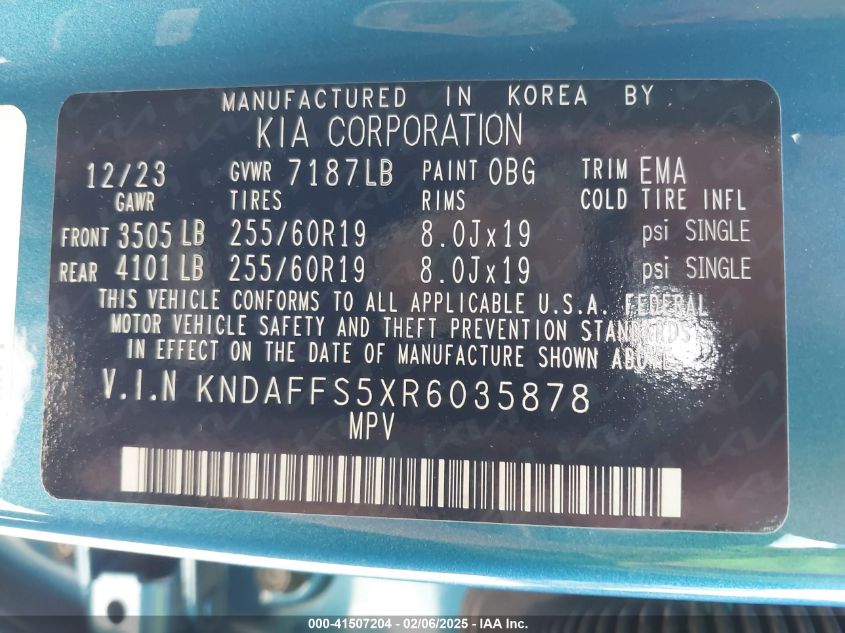 MANUFACTURED IN KOREA BY
KIA CORPORATION
12/23 GVWR 7187LB PAINT OBG TRIM EMA
GAWR TIRES RIMS COLD TIRE INFL
FRONT 3505 LB 255/60R19 8.0Jx19 psi SINGLE
REAR 4101 LB 255/60R19 8.0Jx19 psi SINGLE
THIS VEHICLE CONFORMS TO ALL APPLICABLE U.S.A. FEDERAL
MOTOR VEHICLE SAFETY AND THEFT PREVENTION STANDARDS
IN EFFECT ON THE DATE OF MANUFACTURE SHOWN ABOVE.
V.I.N KNDAFFS5XR6035878
MPV
000-41507204 - 02/06/2025 - IAAI.com